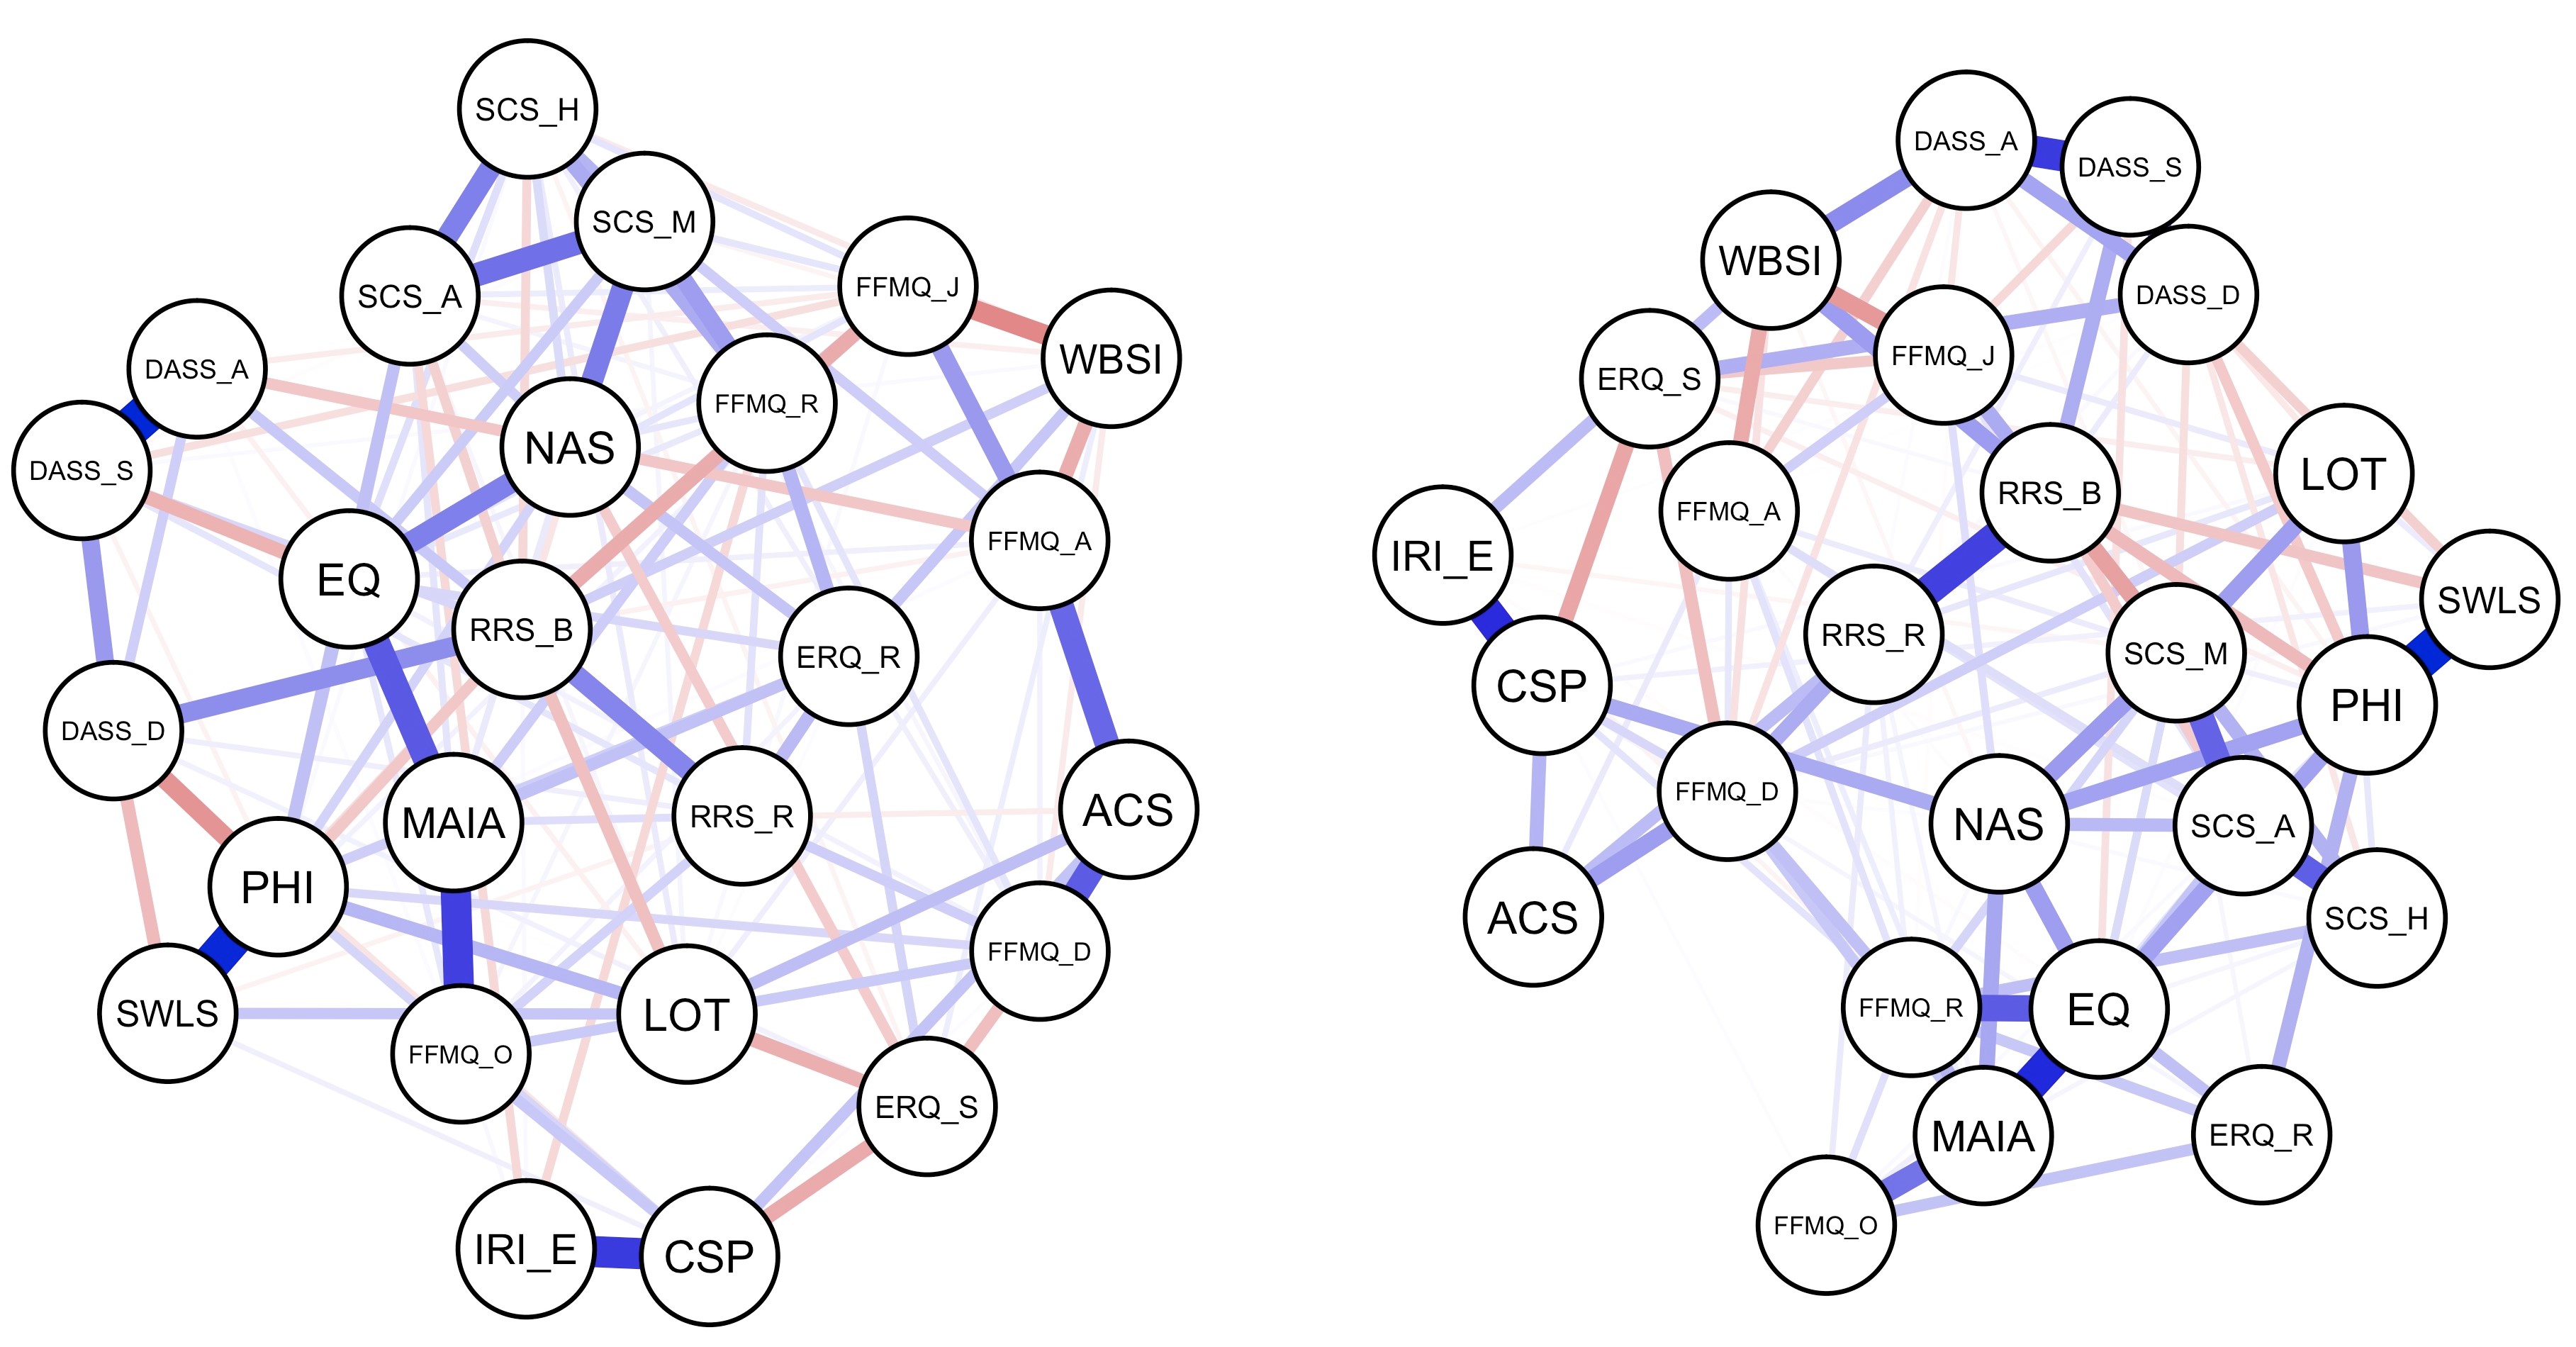 SCS_H
SCS_M
FFMQ_J
SCS_A
WBSI
DASS_A
FFMQ_R
NAS
DASS_S
FFMQ_A
EQ
RRS_B
ERQ_R
DASS_D
ACS
RRS_R
MAIA
PHI
FFMQ_D
SWLS
LOT
FFMQ_O
ERQ_S
IRI_E
CSP
DASS_A
DASS_S
WBSI
DASS_D
FFMQ_J
ERQ_S
LOT
RRS_B
FFMQ_A
IRI_E
SWLS
RRS_R
SCS_M
CSP
PHI
FFMQ_D
NAS
SCS_A
ACS
SCS_H
FFMQ_R
EQ
MAIA
ERQ_R
FFMQ_O